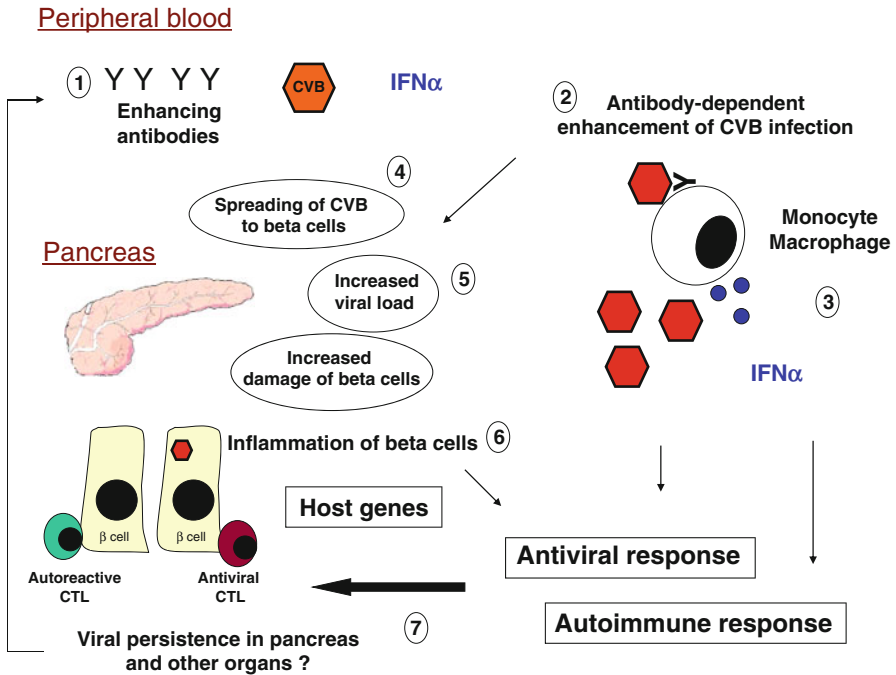 Peripheral blood
1
Y Y Y Y
Enhancing
antibodies
CVB
IFNα
2
Antibody-dependent
enhancement of CVB infection
Y
Monocyte
Macrophage
3
IFNα
4
Spreading of CVB
to beta cells
Pancreas
5
Increased
viral load
Increased
damage of beta cells
Inflammation of beta cells
6
Host genes
β cell
β cell
Autoreactive
CTL
Antiviral
CTL
Antiviral response
Autoimmune response
7
Viral persistence in pancreas
and other organs ?